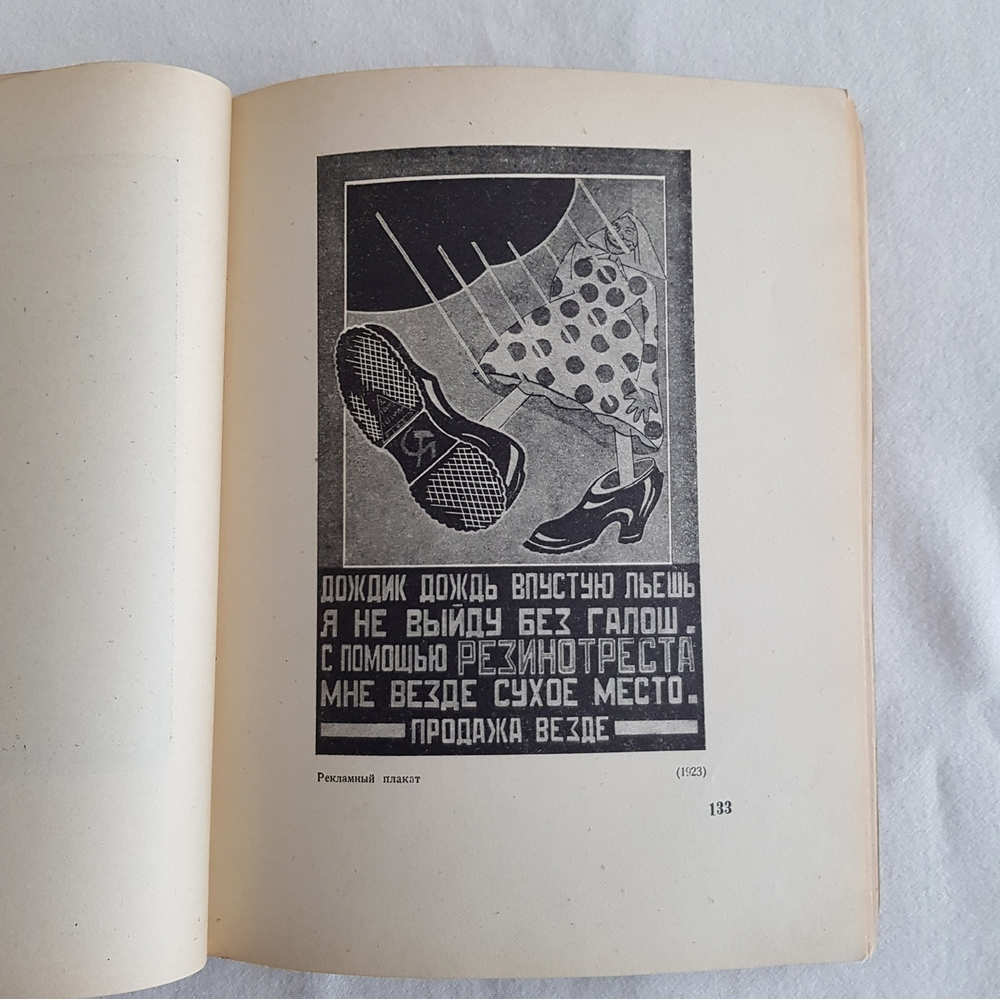 ДОЖДИК ДОЖДЬ ВПУСТУЮ ЛЬЕШЬ
Я НЕ ВЫЙДУ БЕЗ ГАЛОШ.
С ПОМОЩЬЮ РЕЗИНОТРЕСТА
МНЕ ВЕЗДЕ СУХОЕ МЕСТО.
ПРОДАЖА ВЕЗДЕ
Рекламный плакат (1923)
133